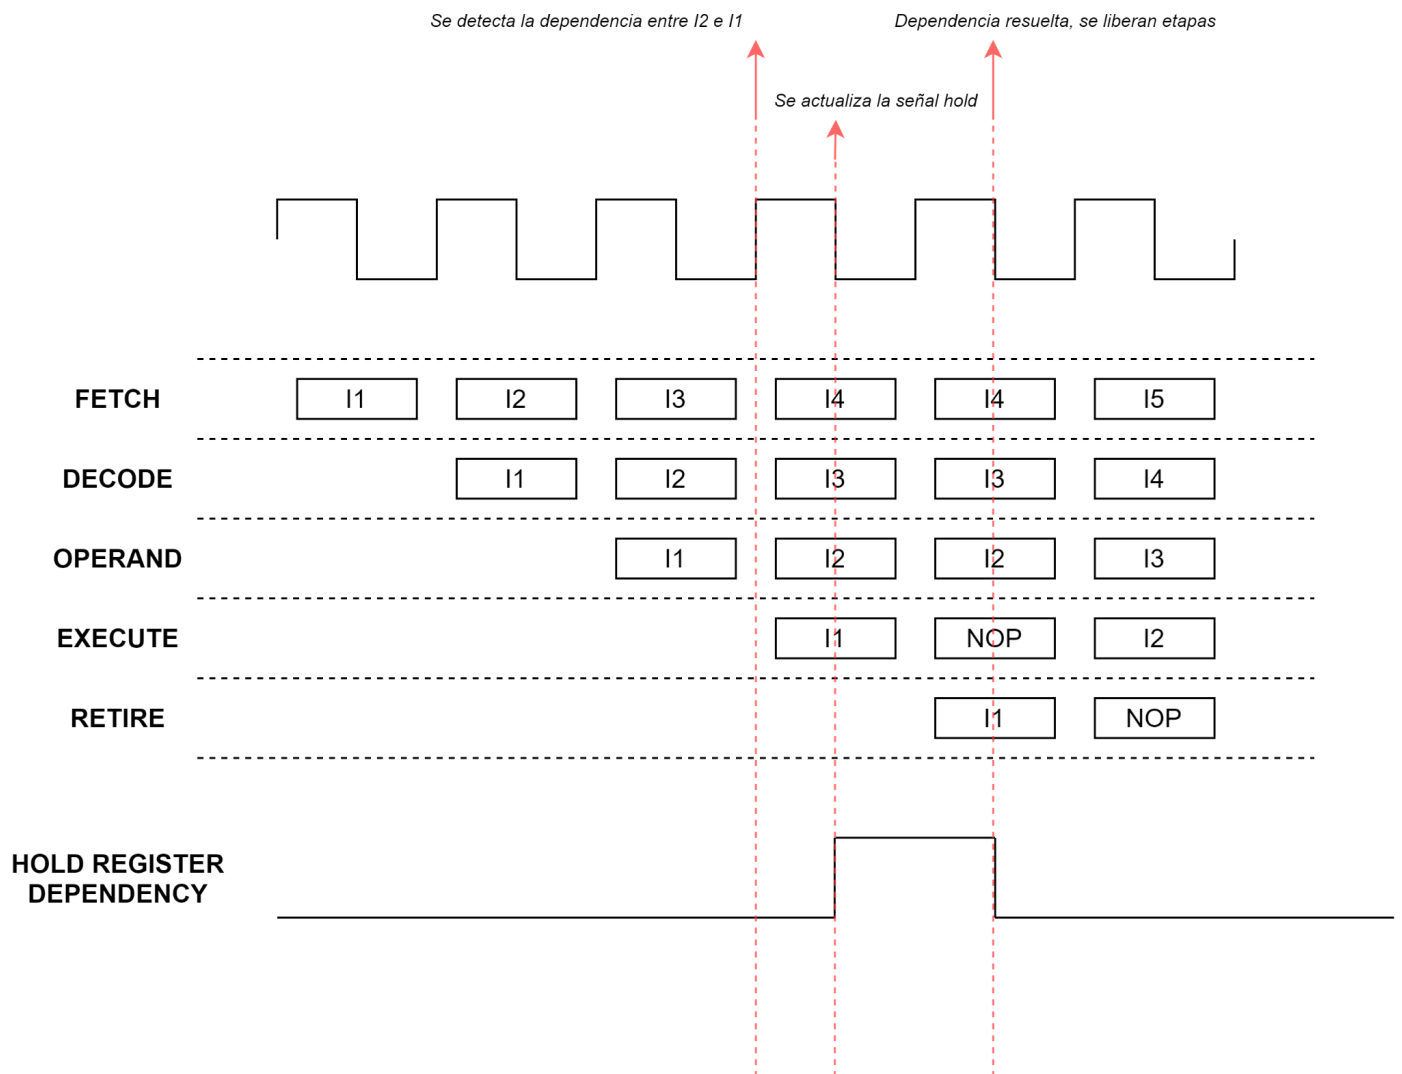 Se detecta la dependencia entre I2 e I1
Dependencia resuelta, se liberan etapas
Se actualiza la señal hold
FETCH I1 I2 I3 I4 I4 I5
DECODE I1 I2 I3 I3 I4
OPERAND I1 I2 I2 I3
EXECUTE I1 NOP I2
RETIRE I1 NOP
HOLD REGISTER
DEPENDENCY